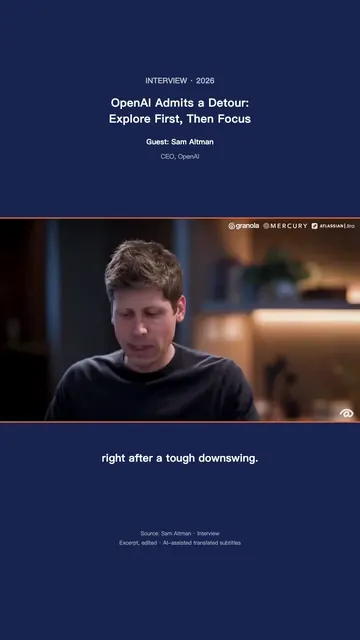 INTERVIEW · 2026
OpenAI Admits a Detour:
Explore First, Then Focus
Guest: Sam Altman
CEO, OpenAI
granola MERCURY ATLASSIAN Jira
right after a tough downswing.
Source: Sam Altman · Interview
Excerpt, edited · AI-assisted translated subtitles